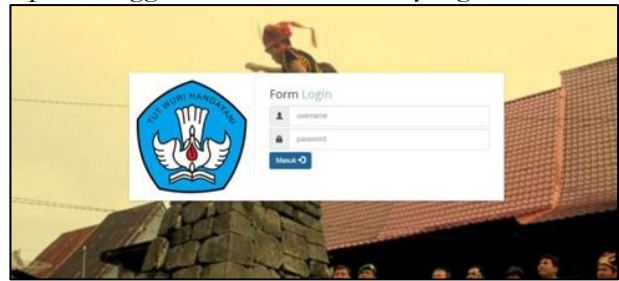 TUT WURI HANDAYANI
Form Login
username
password
Masuk